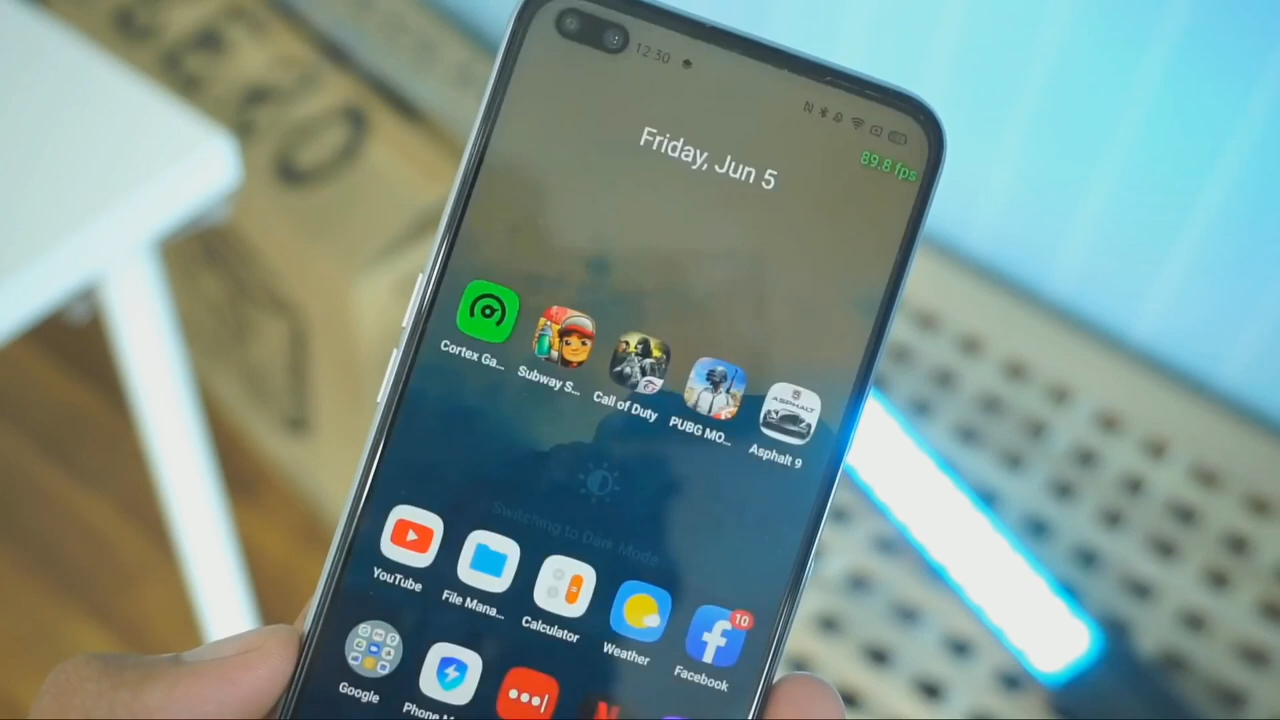 12:30
89.8 fps
Friday, Jun 5
Cortex Ga...
Subway S...
Call of Duty
PUBG MO...
ASPHALT
Asphalt 9
Switching to Dark Mode
YouTube
File Mana...
Calculator
Weather
10
Facebook
Google